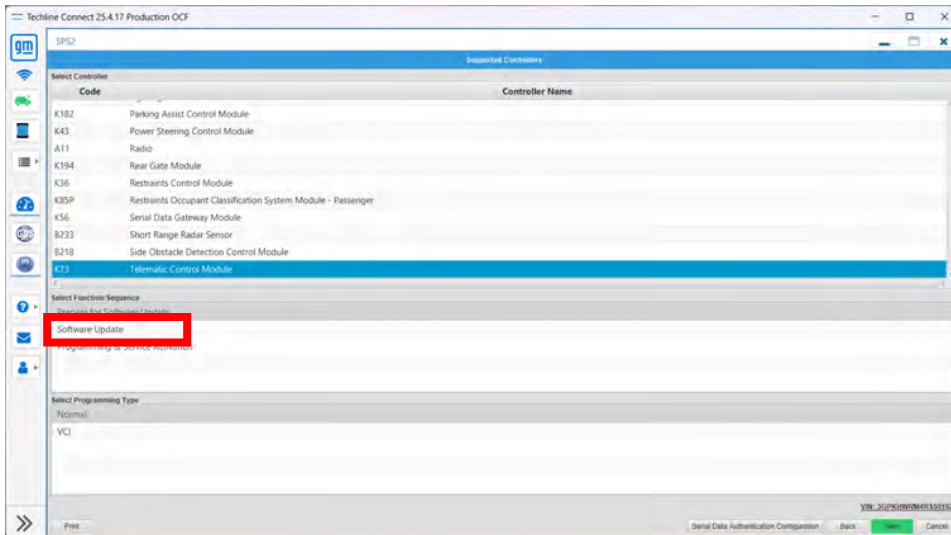 Techline Connect 25.4.17 Production OCF
gm
SPS2
Supported Controllers
Select Controller
Code Controller Name
K182 Parking Assist Control Module
K43 Power Steering Control Module
A11 Radio
K194 Rear Gate Module
K36 Restraints Control Module
K85P Restraints Occupant Classification System Module - Passenger
K56 Serial Data Gateway Module
B233 Short Range Radar Sensor
B218 Side Obstacle Detection Control Module
K73 Telematic Control Module
Select Function/Sequence
Prepare for Software Update
Software Update
Programming & Service Activation
Select Programming Type
Normal
VCI
Print
Serial Data Authentication Configuration Back Next Cancel